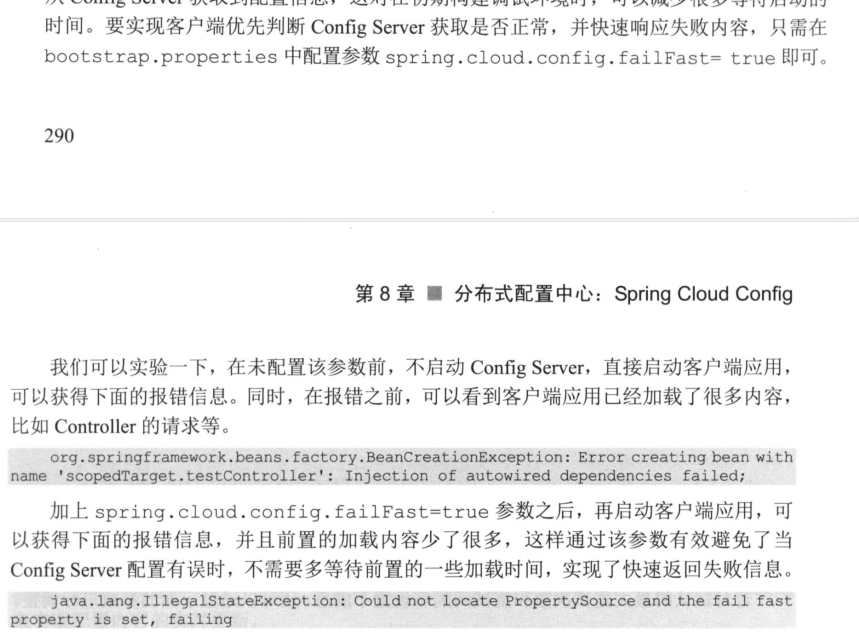 从 Config Server 获取到配置信息，这对在初期构建调试环境时，可以减少很多等待启动的
时间。要实现客户端优先判断 Config Server 获取是否正常，并快速响应失败内容，只需在
bootstrap.properties 中配置参数 spring.cloud.config.failFast= true 即可。
290
第 8 章 ■ 分布式配置中心：Spring Cloud Config
我们可以实验一下，在未配置该参数前，不启动 Config Server，直接启动客户端应用，
可以获得下面的报错信息。同时，在报错之前，可以看到客户端应用已经加载了很多内容，
比如 Controller 的请求等。
org.springframework.beans.factory.BeanCreationException: Error creating bean with
name 'scopedTarget.testController': Injection of autowired dependencies failed;
加上 spring.cloud.config.failFast=true 参数之后，再启动客户端应用，可
以获得下面的报错信息，并且前置的加载内容少了很多，这样通过该参数有效避免了当
Config Server 配置有误时，不需要多等待前置的一些加载时间，实现了快速返回失败信息。
java.lang.IllegalStateException: Could not locate PropertySource and the fail fast
property is set, failing